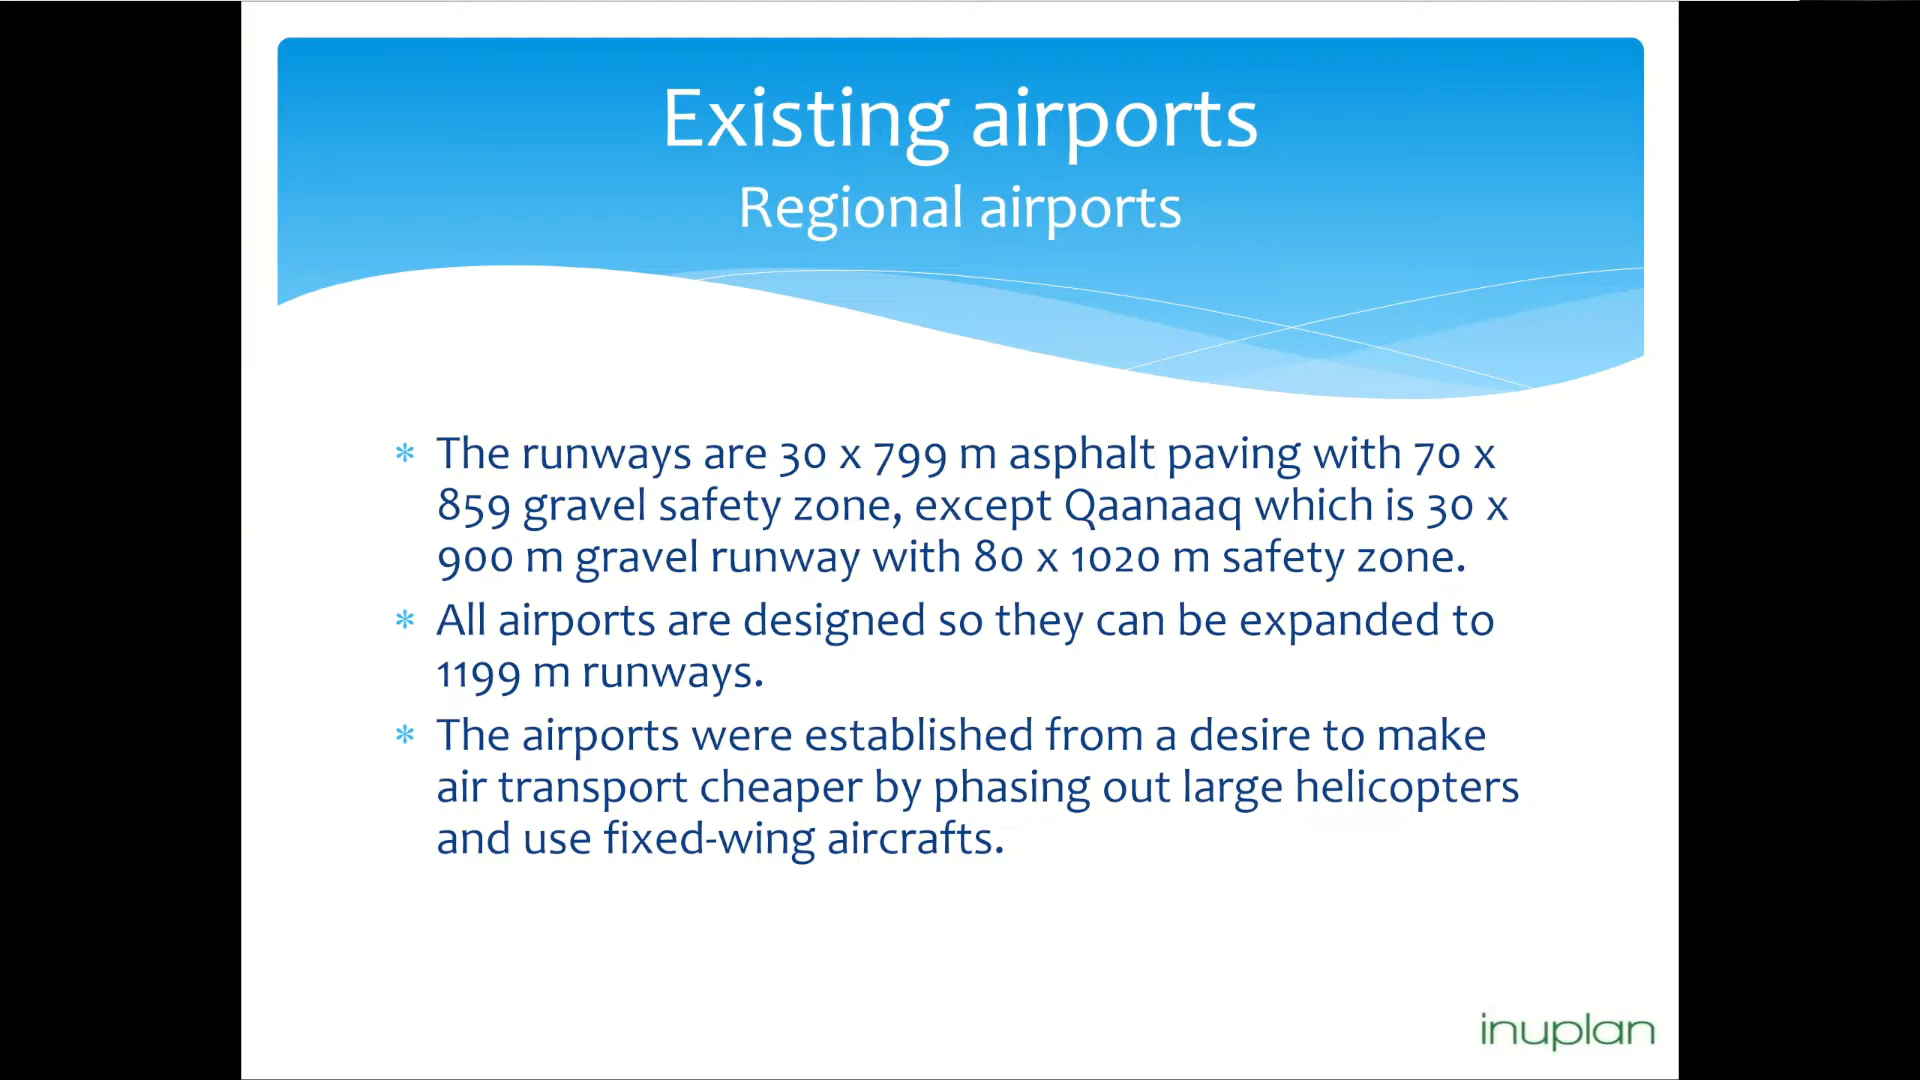 Existing airports
Regional airports
* The runways are 30 x 799 m asphalt paving with 70 x
859 gravel safety zone, except Qaanaaq which is 30 x
900 m gravel runway with 80 x 1020 m safety zone.
* All airports are designed so they can be expanded to
1199 m runways.
* The airports were established from a desire to make
air transport cheaper by phasing out large helicopters
and use fixed-wing aircrafts.
inuplan